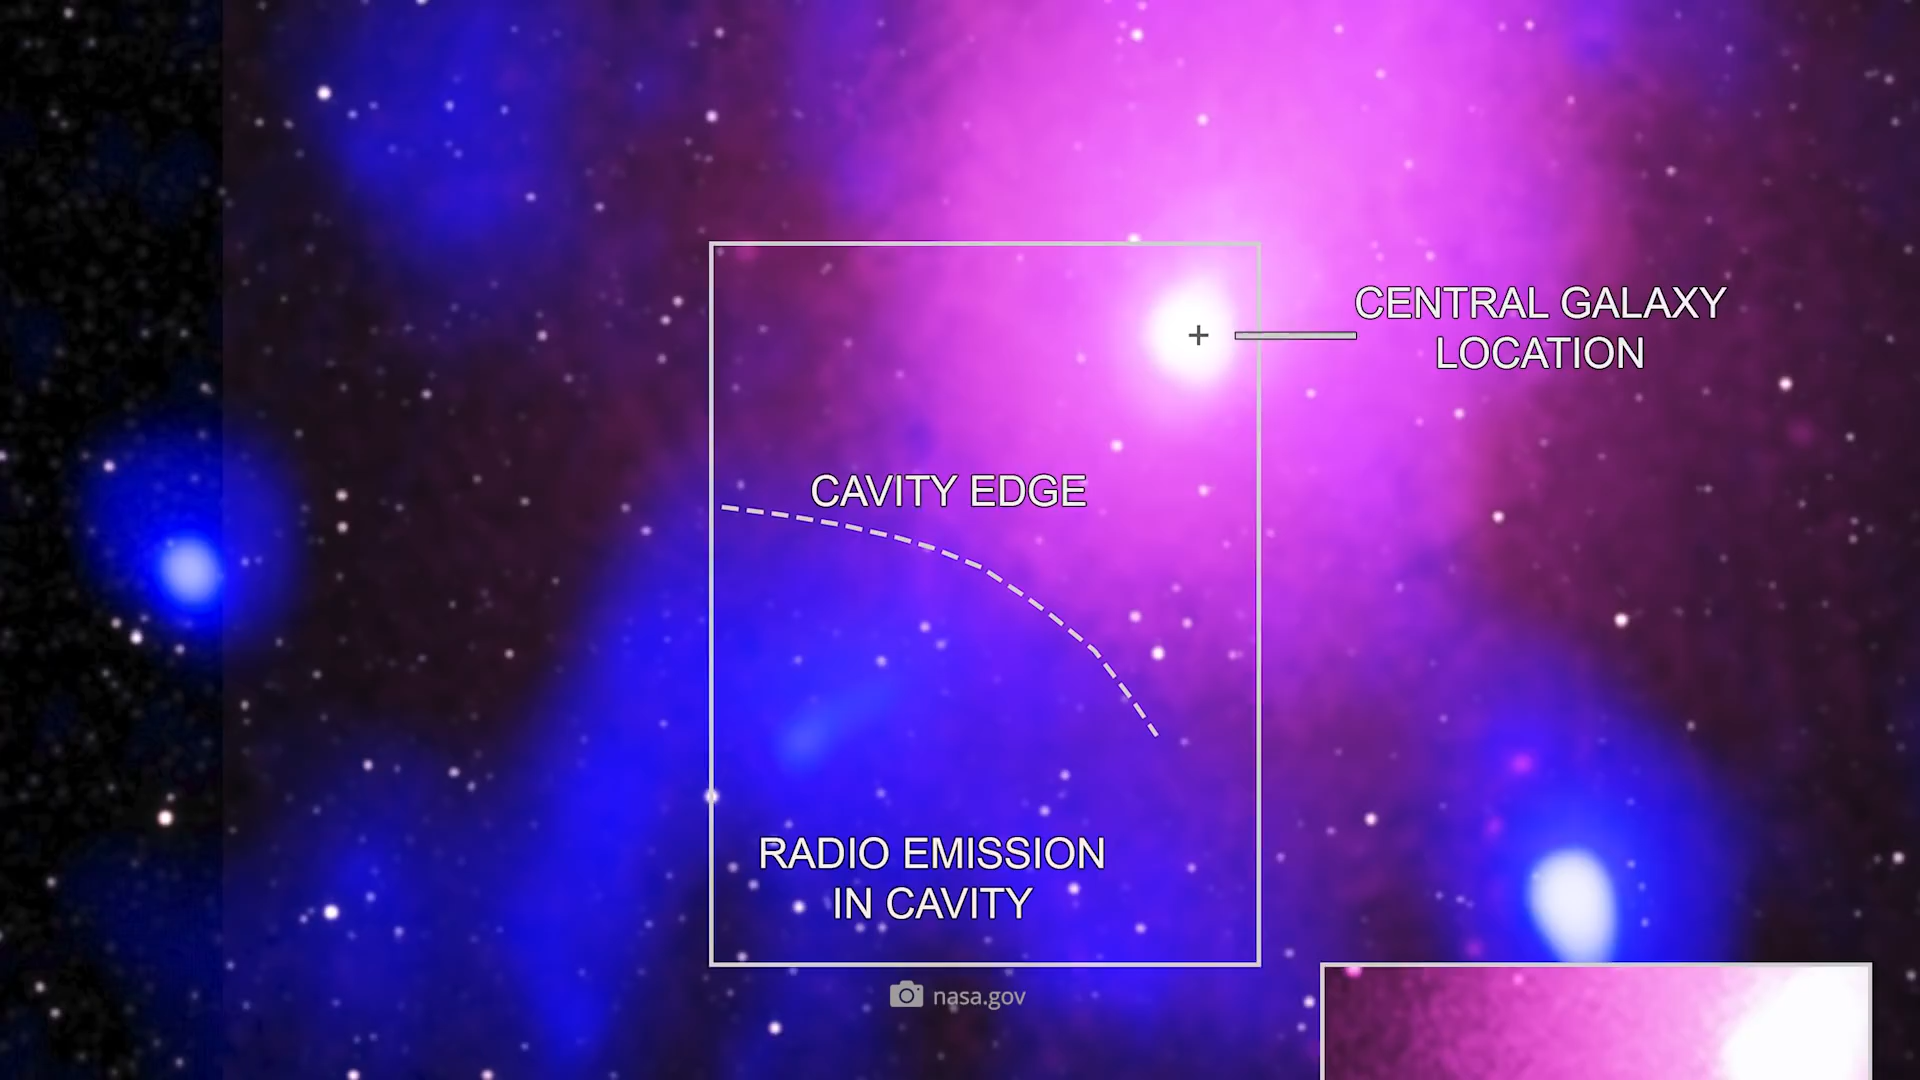 CENTRAL GALAXY
LOCATION
CAVITY EDGE
RADIO EMISSION
IN CAVITY
nasa.gov